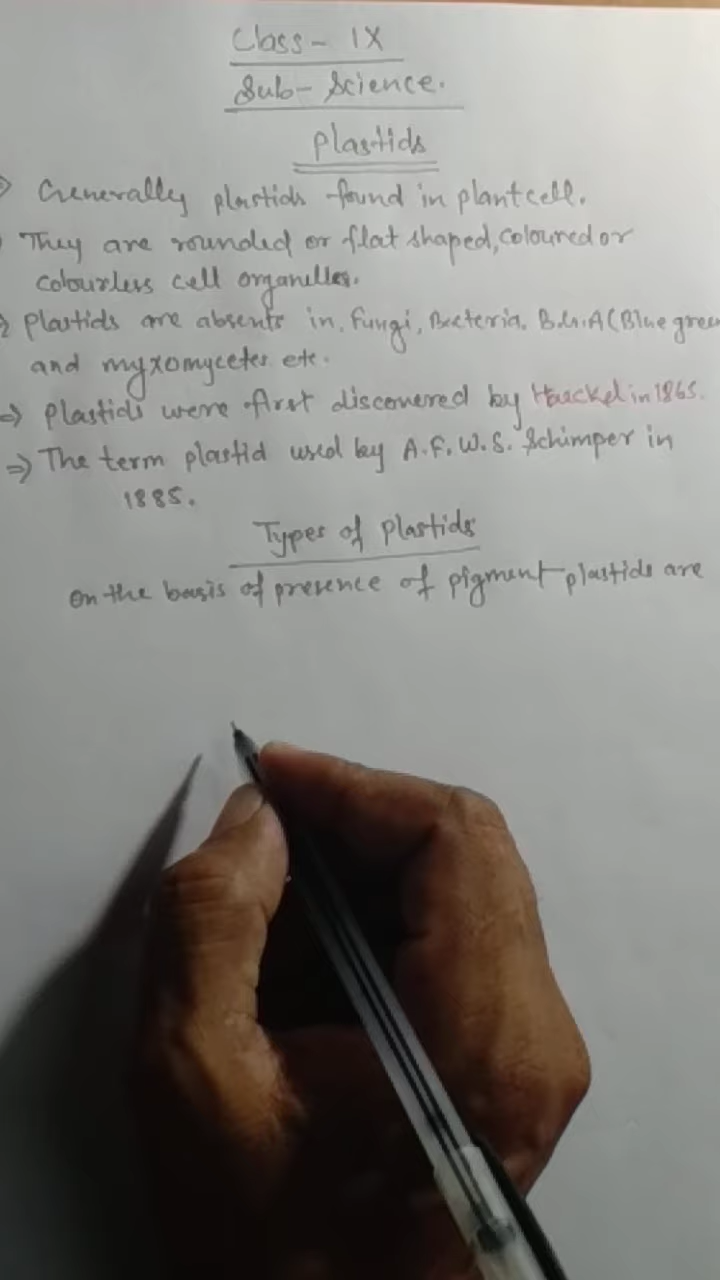 Class - IX
Sub - Science.
Plastids
Generally plastids found in plantcell.
They are rounded or flat shaped, coloured or
colourless cell organelles.
Plastids are absents in, Fungi, Bacteria, B.G.A (Blue green
and myxomycetes etc.
⇒ Plastids were first discovered by Haeckel in 1865.
⇒ The term plastid used by A.F.W.S. Schimper in
1885.
Types of Plastids
On the basis of presence of pigment plastids are